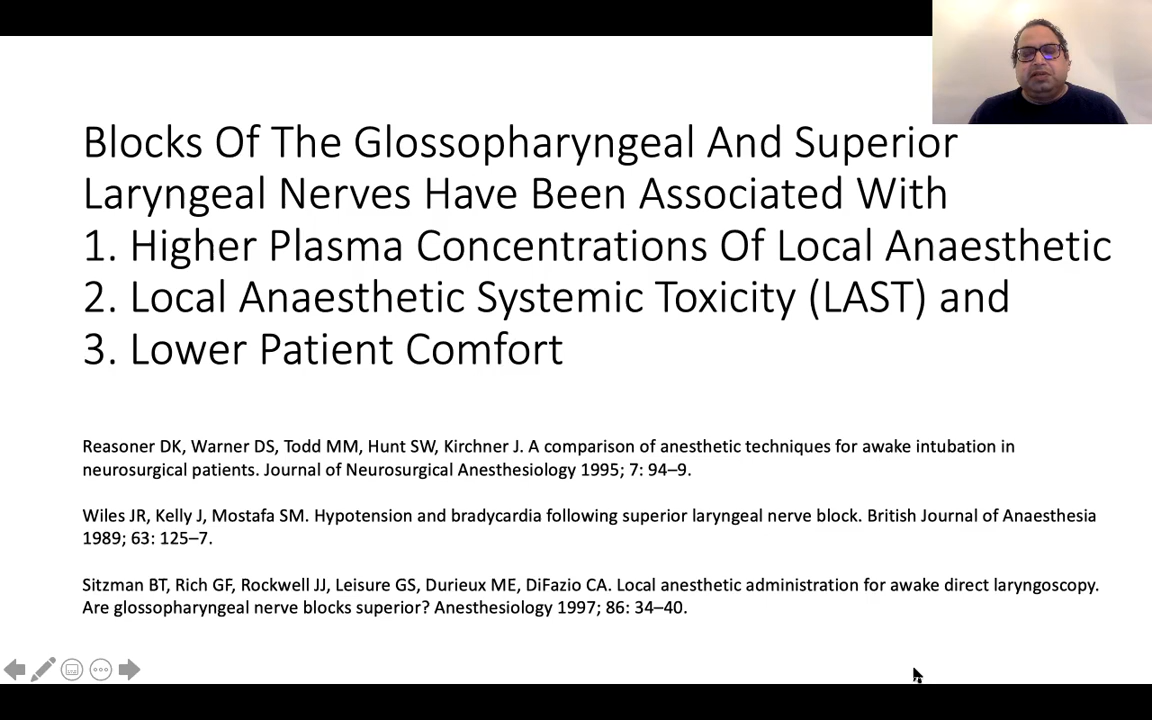 Blocks Of The Glossopharyngeal And Superior
Laryngeal Nerves Have Been Associated With
1. Higher Plasma Concentrations Of Local Anaesthetic
2. Local Anaesthetic Systemic Toxicity (LAST) and
3. Lower Patient Comfort
Reasoner DK, Warner DS, Todd MM, Hunt SW, Kirchner J. A comparison of anesthetic techniques for awake intubation in
neurosurgical patients. Journal of Neurosurgical Anesthesiology 1995; 7: 94–9.
Wiles JR, Kelly J, Mostafa SM. Hypotension and bradycardia following superior laryngeal nerve block. British Journal of Anaesthesia
1989; 63: 125–7.
Sitzman BT, Rich GF, Rockwell JJ, Leisure GS, Durieux ME, DiFazio CA. Local anesthetic administration for awake direct laryngoscopy.
Are glossopharyngeal nerve blocks superior? Anesthesiology 1997; 86: 34–40.